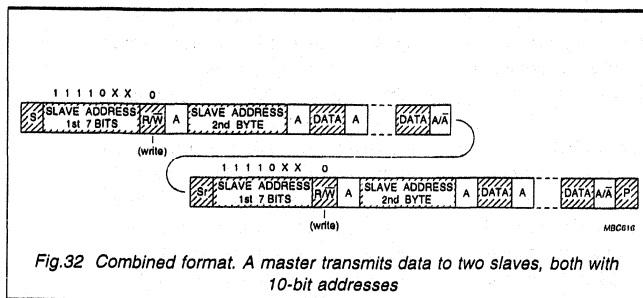 1 1 1 1 0 X X 0
S SLAVE ADDRESS 1st 7 BITS R/W̅ A SLAVE ADDRESS 2nd BYTE A DATA A DATA A/A̅
(write)
1 1 1 1 0 X X 0
Sr SLAVE ADDRESS 1st 7 BITS R/W̅ A SLAVE ADDRESS 2nd BYTE A DATA A DATA A/A̅ P
(write)
MBC616
Fig.32 Combined format. A master transmits data to two slaves, both with
10-bit addresses